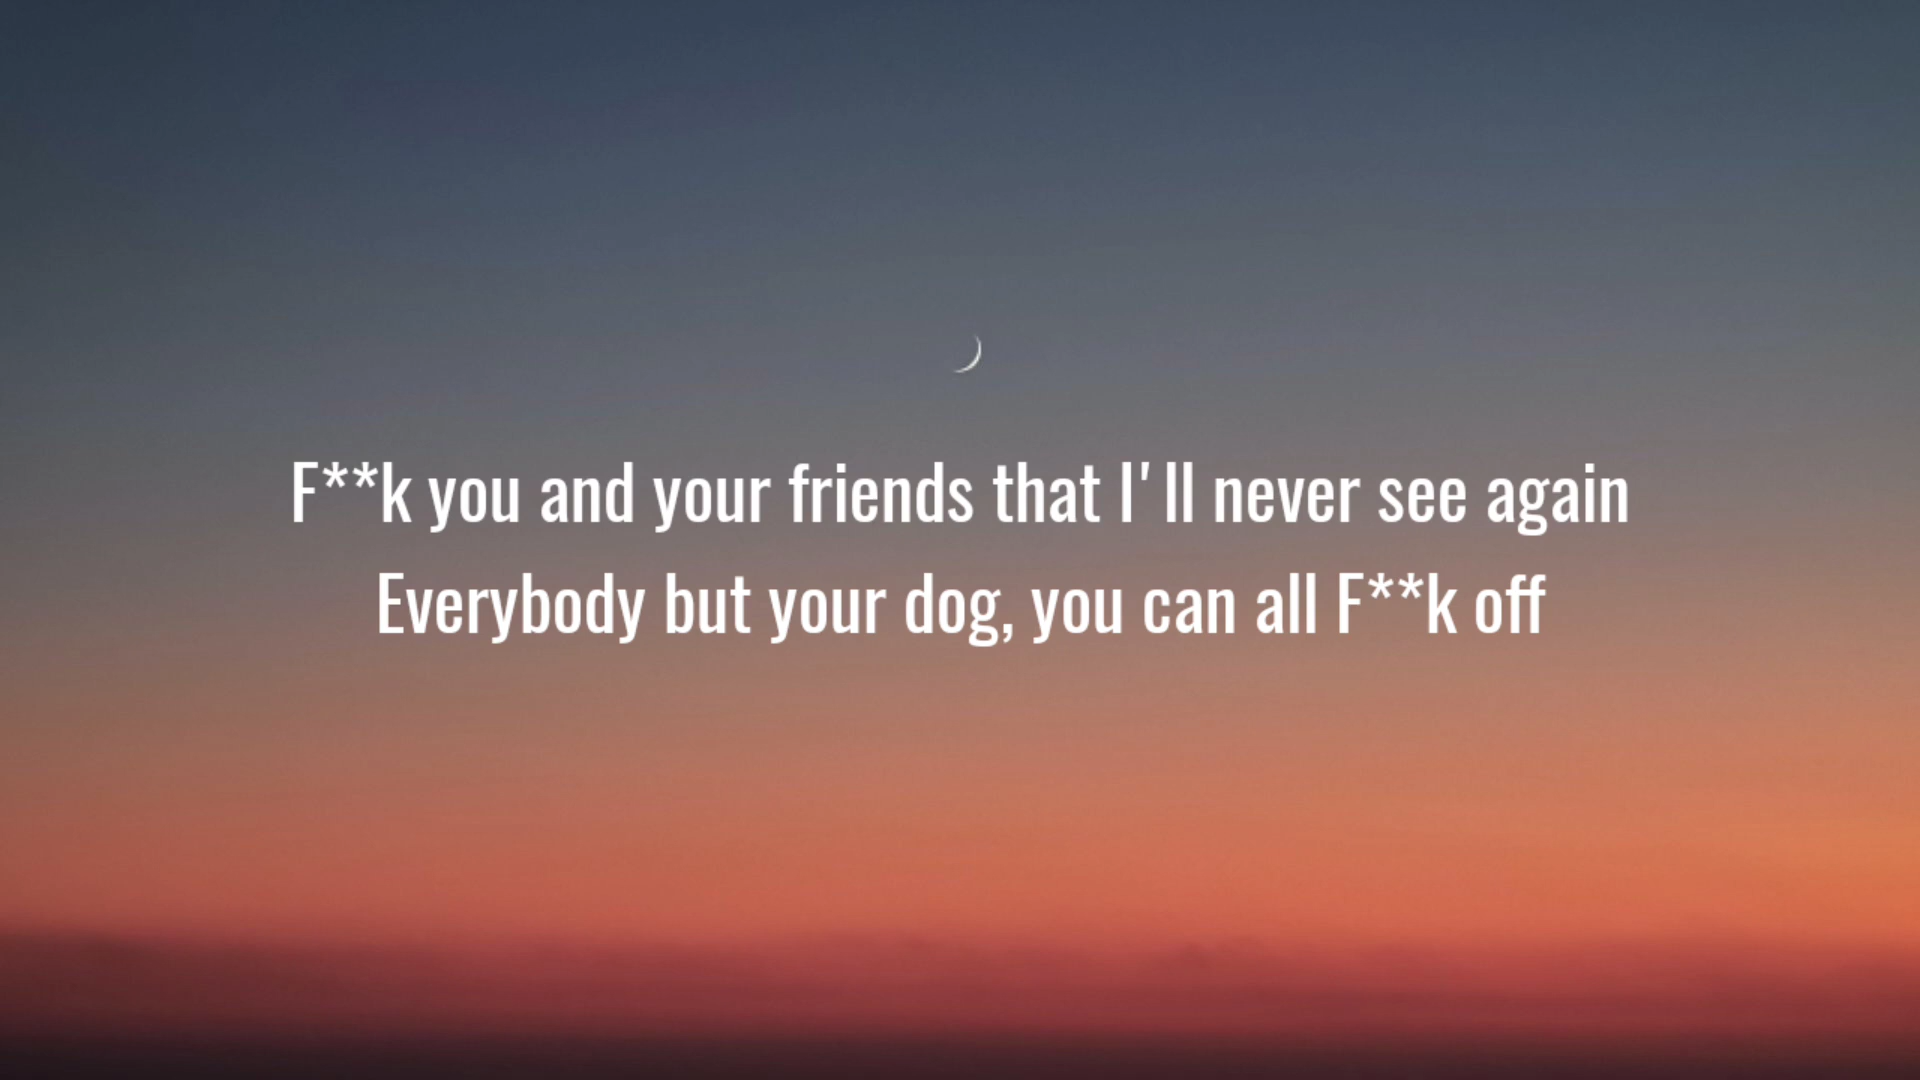 F**k you and your friends that I'll never see again
Everybody but your dog, you can all F**k off